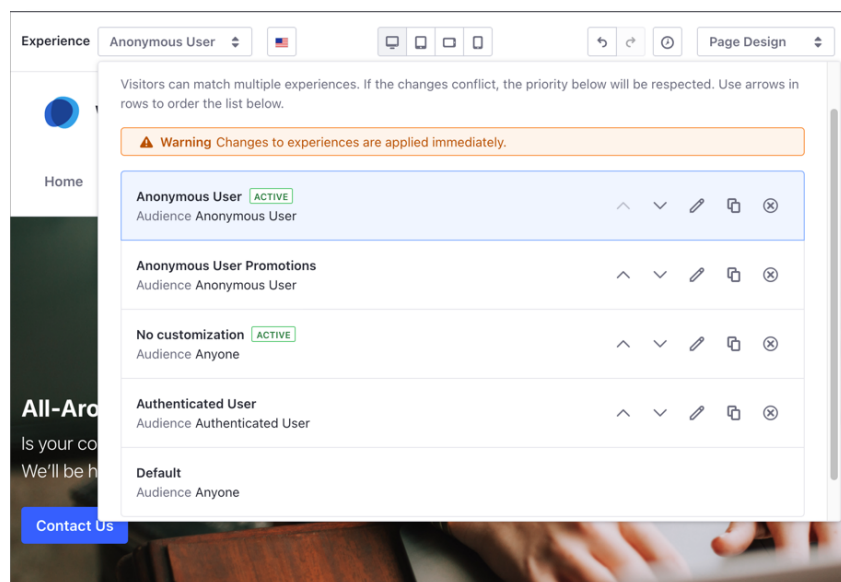 Experience Anonymous User Page Design
Visitors can match multiple experiences. If the changes conflict, the priority below will be respected. Use arrows in
rows to order the list below.
Warning Changes to experiences are applied immediately.
Home
Anonymous User ACTIVE
Audience Anonymous User
Anonymous User Promotions
Audience Anonymous User
No customization ACTIVE
Audience Anyone
Authenticated User
Audience Authenticated User
All-Aro
Is your co
We'll be h
Default
Audience Anyone
Contact Us